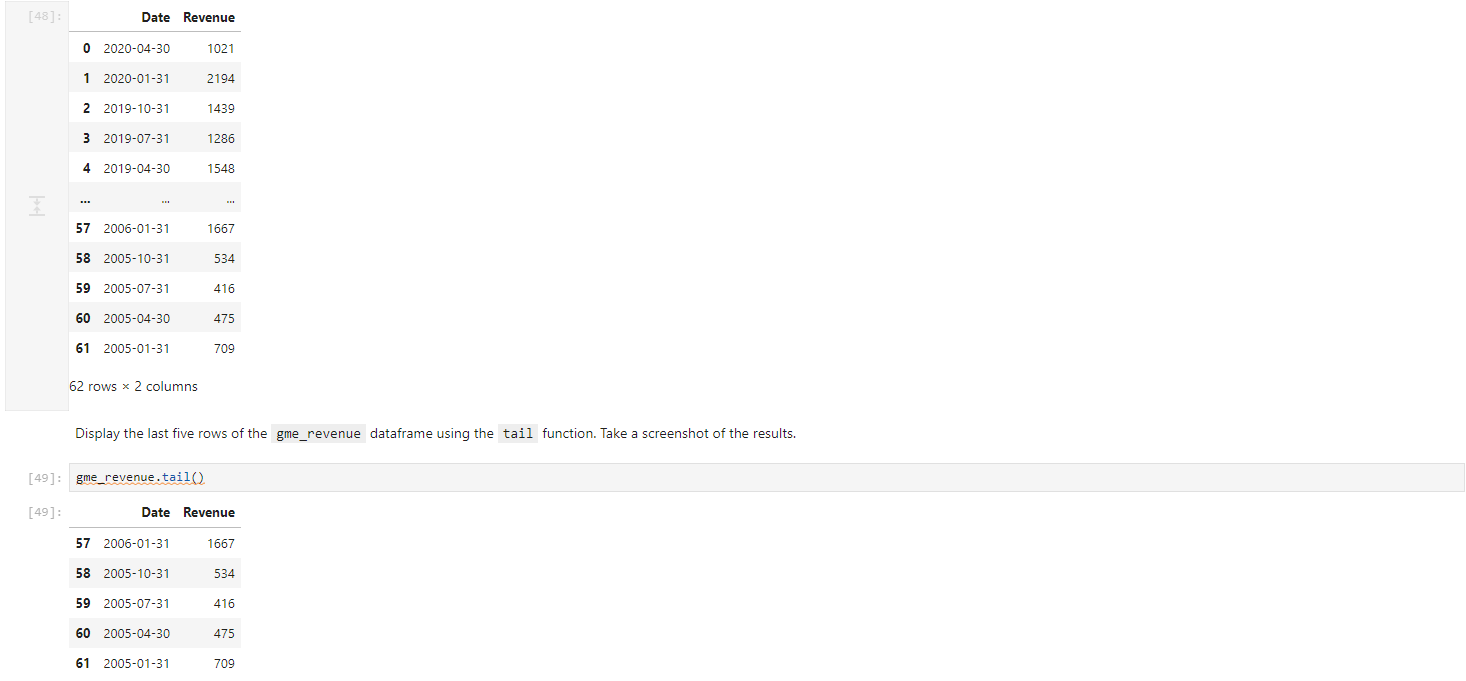 [48]: Date Revenue
0 2020-04-30 1021
1 2020-01-31 2194
2 2019-10-31 1439
3 2019-07-31 1286
4 2019-04-30 1548
... ... ...
57 2006-01-31 1667
58 2005-10-31 534
59 2005-07-31 416
60 2005-04-30 475
61 2005-01-31 709
62 rows × 2 columns
Display the last five rows of the gme_revenue dataframe using the tail function. Take a screenshot of the results.
[49]: gme_revenue.tail()
[49]: Date Revenue
57 2006-01-31 1667
58 2005-10-31 534
59 2005-07-31 416
60 2005-04-30 475
61 2005-01-31 709